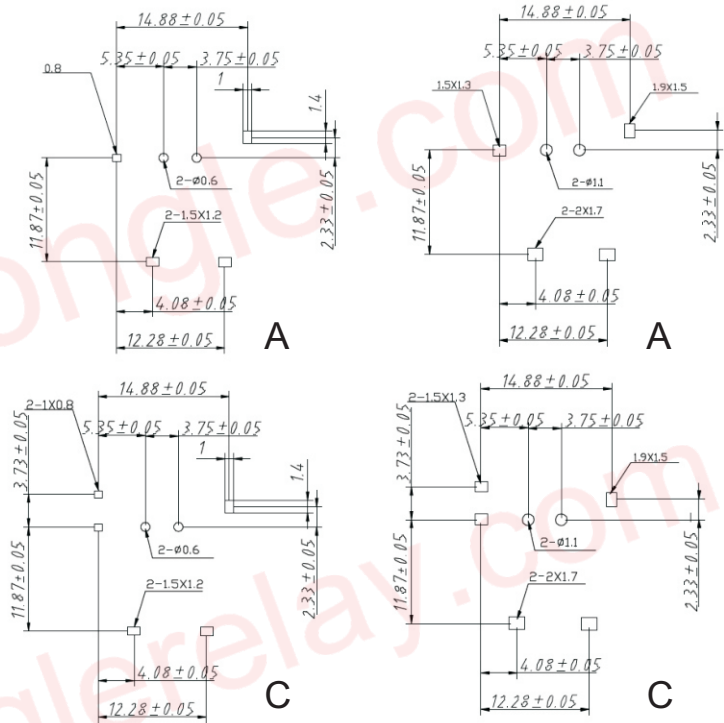 14.88±0.05
5.35±0.05
3.75±0.05
0.8
1
1.4
11.87±0.05
2-ø0.6
2.33±0.05
2-1.5X1.2
4.08±0.05
12.28±0.05
A
14.88±0.05
5.35±0.05
3.75±0.05
1.5X1.3
1.9X1.5
11.87±0.05
2-ø1.1
2.33±0.05
2-2X1.7
4.08±0.05
12.28±0.05
A
14.88±0.05
2-1X0.8
5.35±0.05
3.75±0.05
3.73±0.05
1
1.4
11.87±0.05
2-ø0.6
2.33±0.05
2-1.5X1.2
4.08±0.05
12.28±0.05
C
14.88±0.05
2-1.5X1.3
5.35±0.05
3.75±0.05
3.73±0.05
1.9X1.5
11.87±0.05
2-ø1.1
2.33±0.05
2-2X1.7
4.08±0.05
12.28±0.05
C
ongle.com
glerelay.com